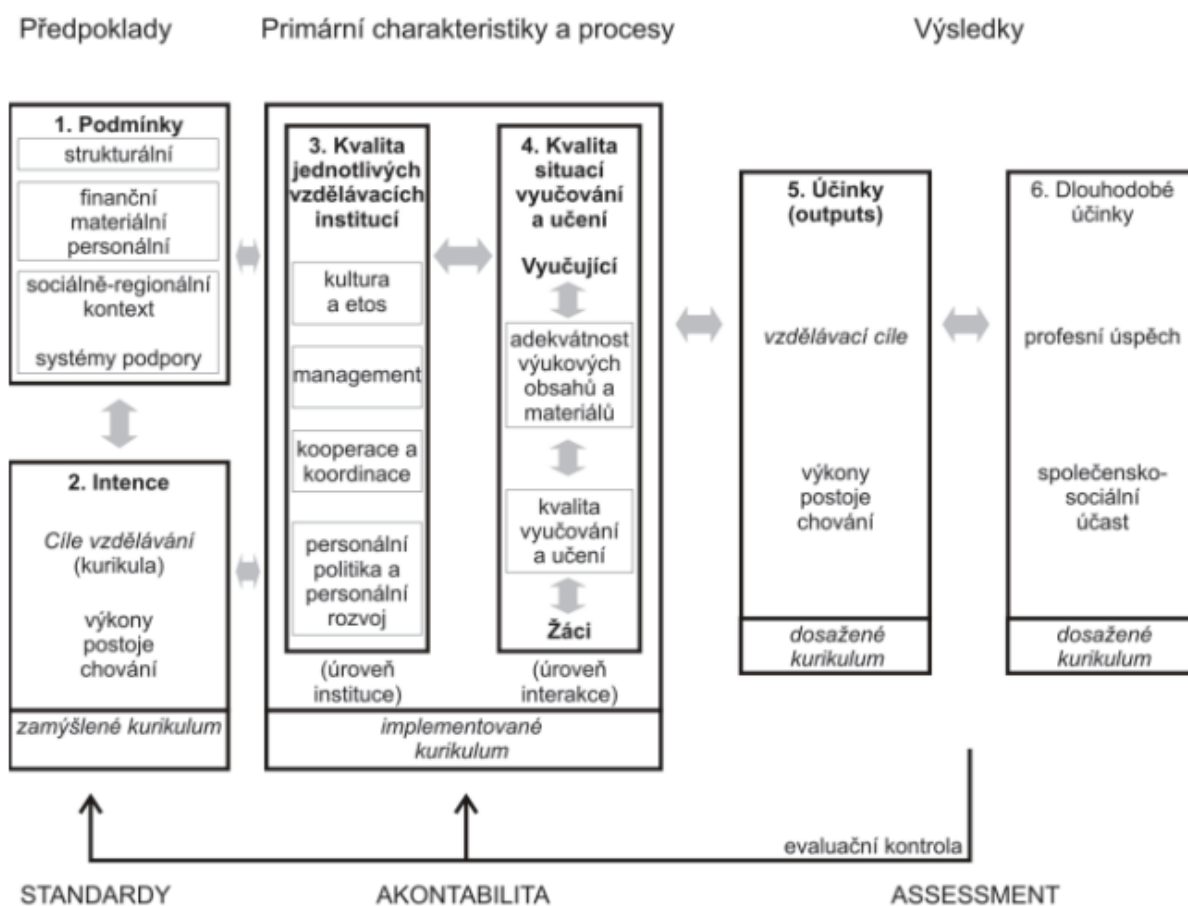 Předpoklady
Primární charakteristiky a procesy
Výsledky
1. Podmínky
strukturální
finanční
materiální
personální
sociálně-regionální
kontext
systémy podpory
2. Intence
Cíle vzdělávání
(kurikula)
výkony
postoje
chování
zamýšlené kurikulum
3. Kvalita
jednotlivých
vzdělávacích
institucí
kultura
a etos
management
kooperace a
koordinace
personální
politika a
personální
rozvoj
(úroveň
instituce)
4. Kvalita
situací
vyučování
a učení
Vyučující
adekvátnost
výukových
obsahů a
materiálů
kvalita
vyučování
a učení
Žáci
(úroveň
interakce)
implementované
kurikulum
5. Účinky
(outputs)
vzdělávací cíle
výkony
postoje
chování
dosažené
kurikulum
6. Dlouhodobé
účinky
profesní úspěch
společensko-
sociální
účast
dosažené
kurikulum
evaluační kontrola
STANDARDY
AKONTABILITA
ASSESSMENT